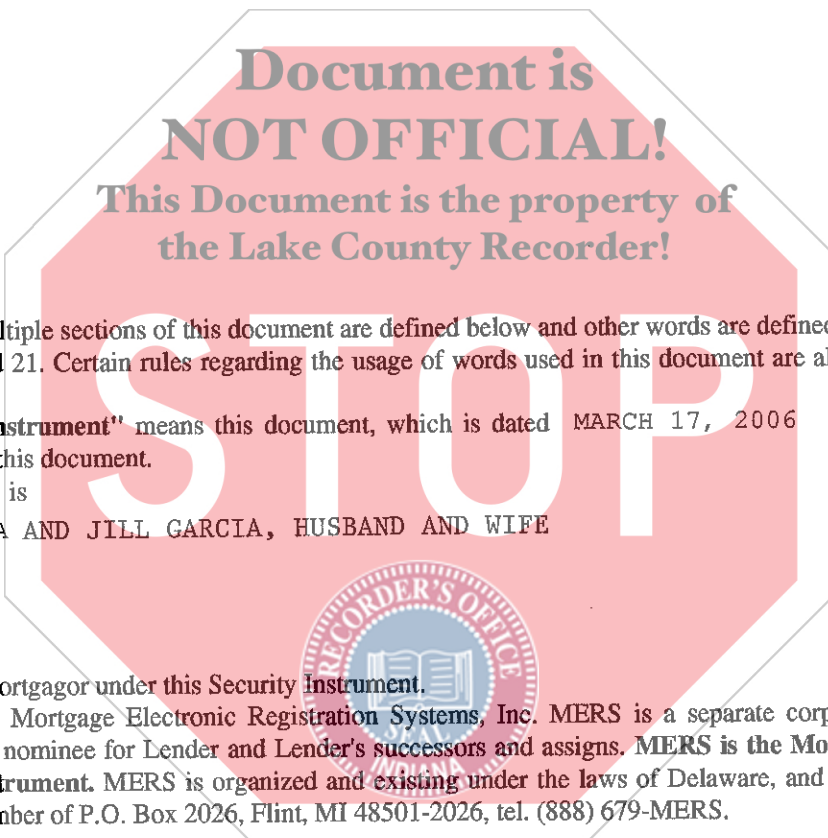 Document is
NOT OFFICIAL!
This Document is the property of
the Lake County Recorder!
ltiple sections of this document are defined below and other words are defined
21. Certain rules regarding the usage of words used in this document are al
nstrument" means this document, which is dated MARCH 17, 2006
his document.
is
A AND JILL GARCIA, HUSBAND AND WIFE
STOP
RECORDER'S OFFICE
ortgagor under this Security Instrument.
Mortgage Electronic Registration Systems, Inc. MERS is a separate corp
nominee for Lender and Lender's successors and assigns. MERS is the Mo
SEAL
trument. MERS is organized and existing under the laws of Delaware, and
INDIANA
nber of P.O. Box 2026, Flint, MI 48501-2026, tel. (888) 679-MERS.